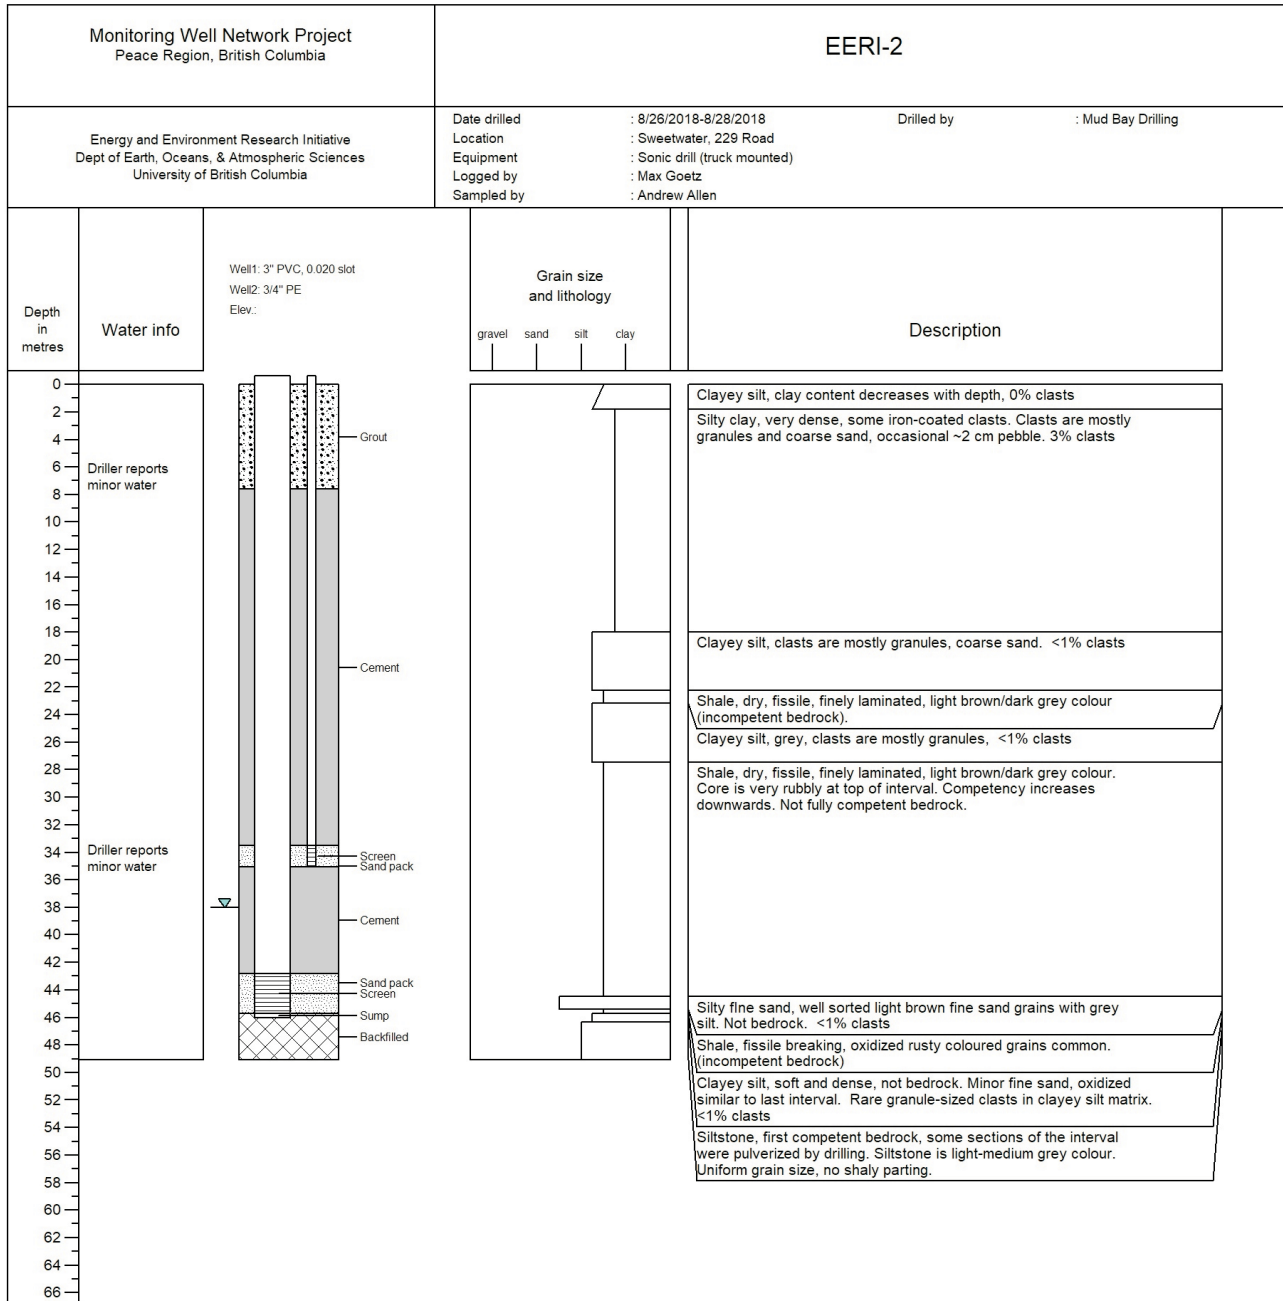 Monitoring Well Network Project
Peace Region, British Columbia
EERI-2
Energy and Environment Research Initiative
Dept of Earth, Oceans, & Atmospheric Sciences
University of British Columbia
Date drilled : 8/26/2018-8/28/2018 Drilled by : Mud Bay Drilling
Location : Sweetwater, 229 Road
Equipment : Sonic drill (truck mounted)
Logged by : Max Goetz
Sampled by : Andrew Allen
Depth
in
metres
Water info
Well1: 3" PVC, 0.020 slot
Well2: 3/4" PE
Elev.:
Grain size
and lithology
gravel sand silt clay
Description
0
2
4
6
8
10
12
14
16
18
20
22
24
26
28
30
32
34
36
38
40
42
44
46
48
50
52
54
56
58
60
62
64
66
Driller reports
minor water
Driller reports
minor water
Grout
Cement
Screen
Sand pack
Cement
Sand pack
Screen
Sump
Backfilled
Clayey silt, clay content decreases with depth, 0% clasts
Silty clay, very dense, some iron-coated clasts. Clasts are mostly
granules and coarse sand, occasional ~2 cm pebble. 3% clasts
Clayey silt, clasts are mostly granules, coarse sand. <1% clasts
Shale, dry, fissile, finely laminated, light brown/dark grey colour
(incompetent bedrock).
Clayey silt, grey, clasts are mostly granules, <1% clasts
Shale, dry, fissile, finely laminated, light brown/dark grey colour.
Core is very rubbly at top of interval. Competency increases
downwards. Not fully competent bedrock.
Silty fine sand, well sorted light brown fine sand grains with grey
silt. Not bedrock. <1% clasts
Shale, fissile breaking, oxidized rusty coloured grains common.
(incompetent bedrock)
Clayey silt, soft and dense, not bedrock. Minor fine sand, oxidized
similar to last interval. Rare granule-sized clasts in clayey silt matrix.
<1% clasts
Siltstone, first competent bedrock, some sections of the interval
were pulverized by drilling. Siltstone is light-medium grey colour.
Uniform grain size, no shaly parting.